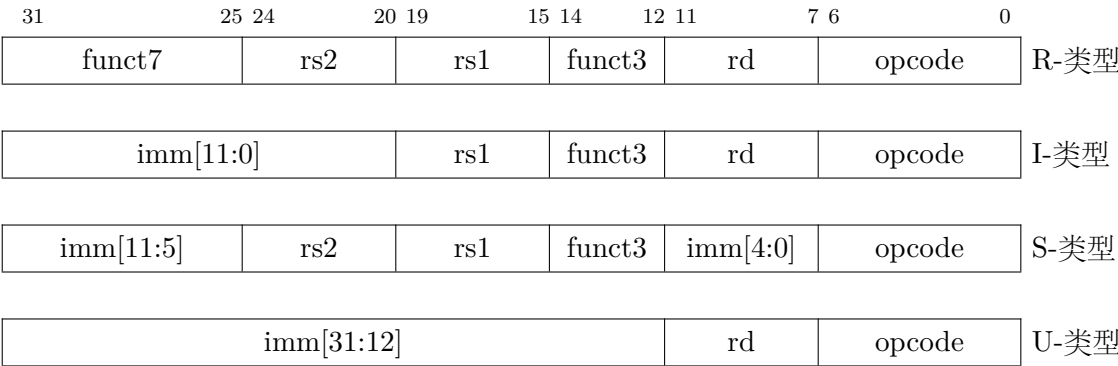 31 25 24 20 19 15 14 12 11 7 6 0
funct7 rs2 rs1 funct3 rd opcode R-类型
imm[11:0] rs1 funct3 rd opcode I-类型
imm[11:5] rs2 rs1 funct3 imm[4:0] opcode S-类型
imm[31:12] rd opcode U-类型